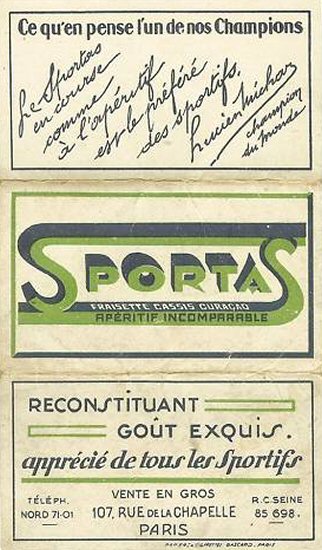 Ce qu'en pense l'un de nos Champions
Le Sportas
en course
comme
à l'apéritif
est le préféré
des sportifs.
Lucien Michard
champion
du monde
SPORTAS
FRAISETTE CASSIS CURAÇAO
APÉRITIF INCOMPARABLE
RECONSTITUANT
GOÛT EXQUIS.
apprécié de tous les Sportifs
TÉLÉPH.
NORD 71-01
VENTE EN GROS
107, RUE DE LA CHAPELLE
PARIS
R.C. SEINE
85 698.